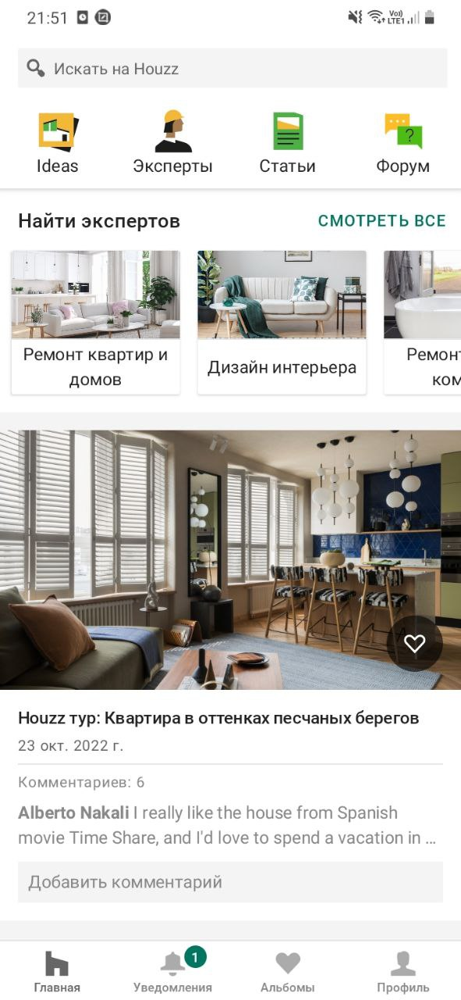 21:51
Vo)) LTE1
Искать на Houzz
Ideas
Эксперты
Статьи
Форум
Найти экспертов
СМОТРЕТЬ ВСЕ
Ремонт квартир и
домов
Дизайн интерьера
Ремонт
ком
Houzz тур: Квартира в оттенках песчаных берегов
23 окт. 2022 г.
Комментариев: 6
Alberto Nakali I really like the house from Spanish
movie Time Share, and I'd love to spend a vacation in ...
Добавить комментарий
1
Главная
Уведомления
Альбомы
Профиль